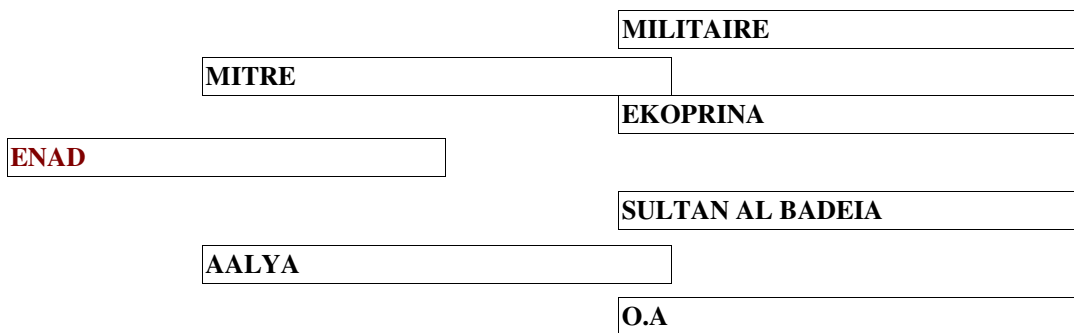 MILITAIRE
MITRE
EKOPRINA
ENAD
SULTAN AL BADEIA
AALYA
O.A